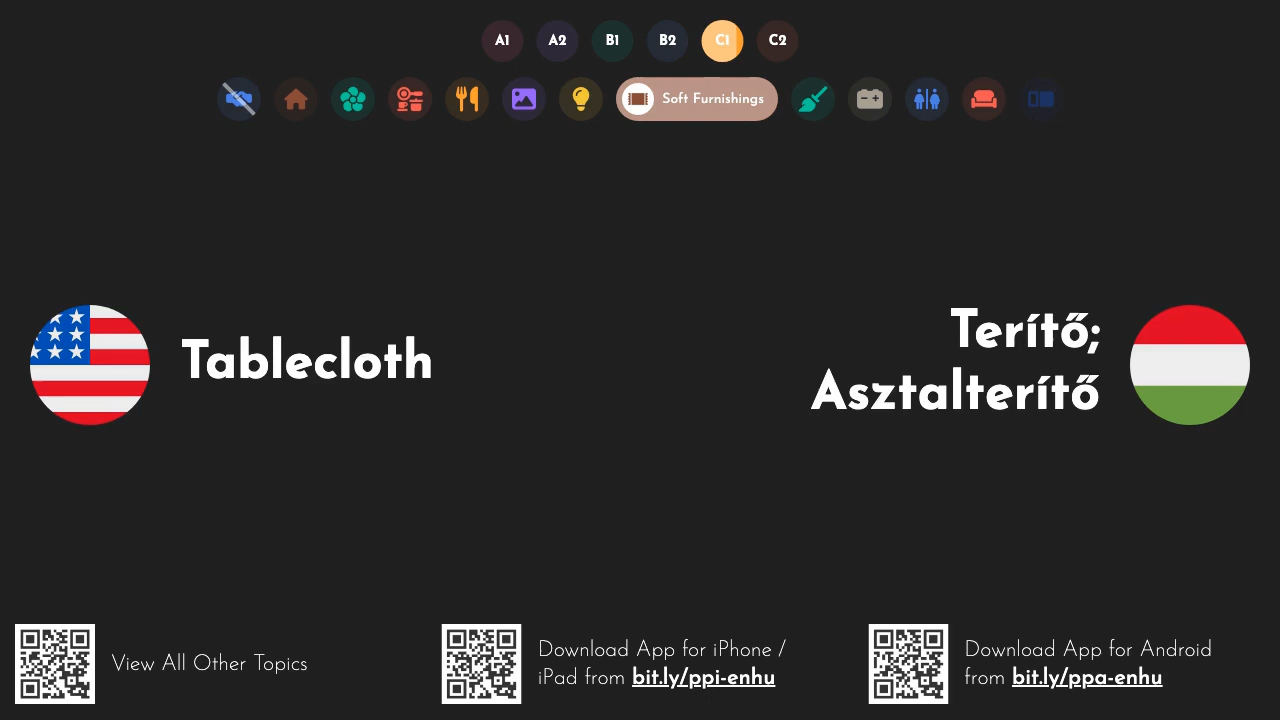 A1 A2 B1 B2 C1 C2
Soft Furnishings
Tablecloth
Terítő;
Asztalterítő
View All Other Topics
Download App for iPhone /
iPad from bit.ly/ppi-enhu
Download App for Android
from bit.ly/ppa-enhu